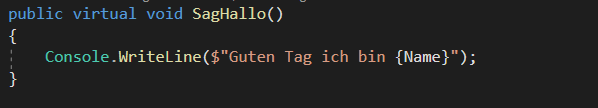 public virtual void SagHallo()
{
    Console.WriteLine($"Guten Tag ich bin {Name}");
}